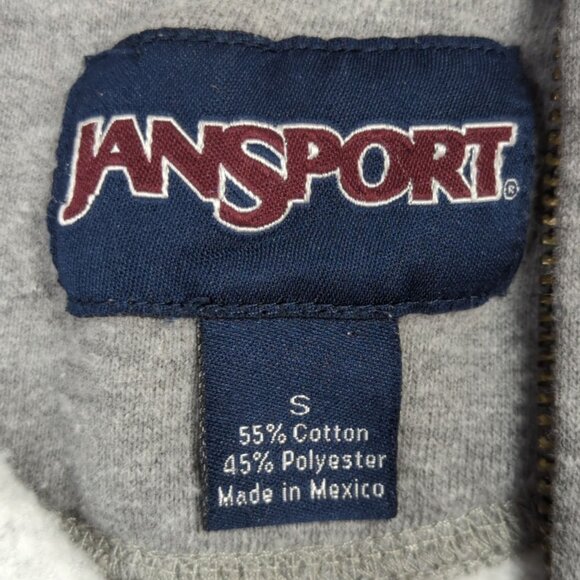 JANSPORT®
S
55% Cotton
45% Polyester
Made in Mexico